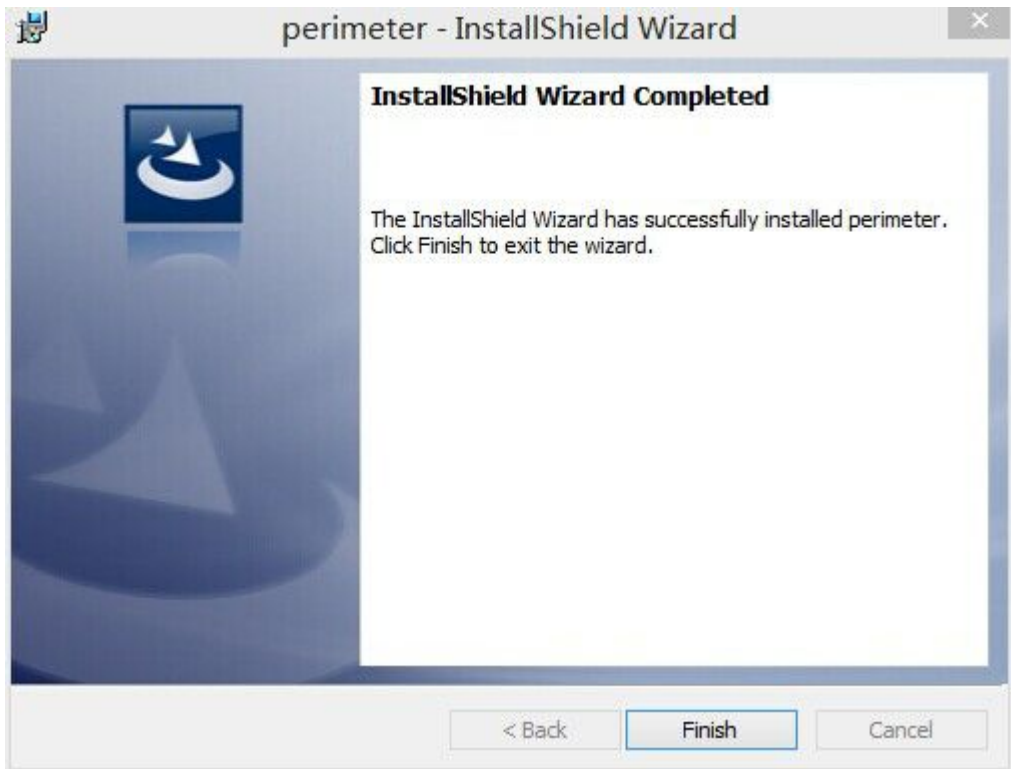 perimeter - InstallShield Wizard
InstallShield Wizard Completed
The InstallShield Wizard has successfully installed perimeter.
Click Finish to exit the wizard.
< Back Finish Cancel